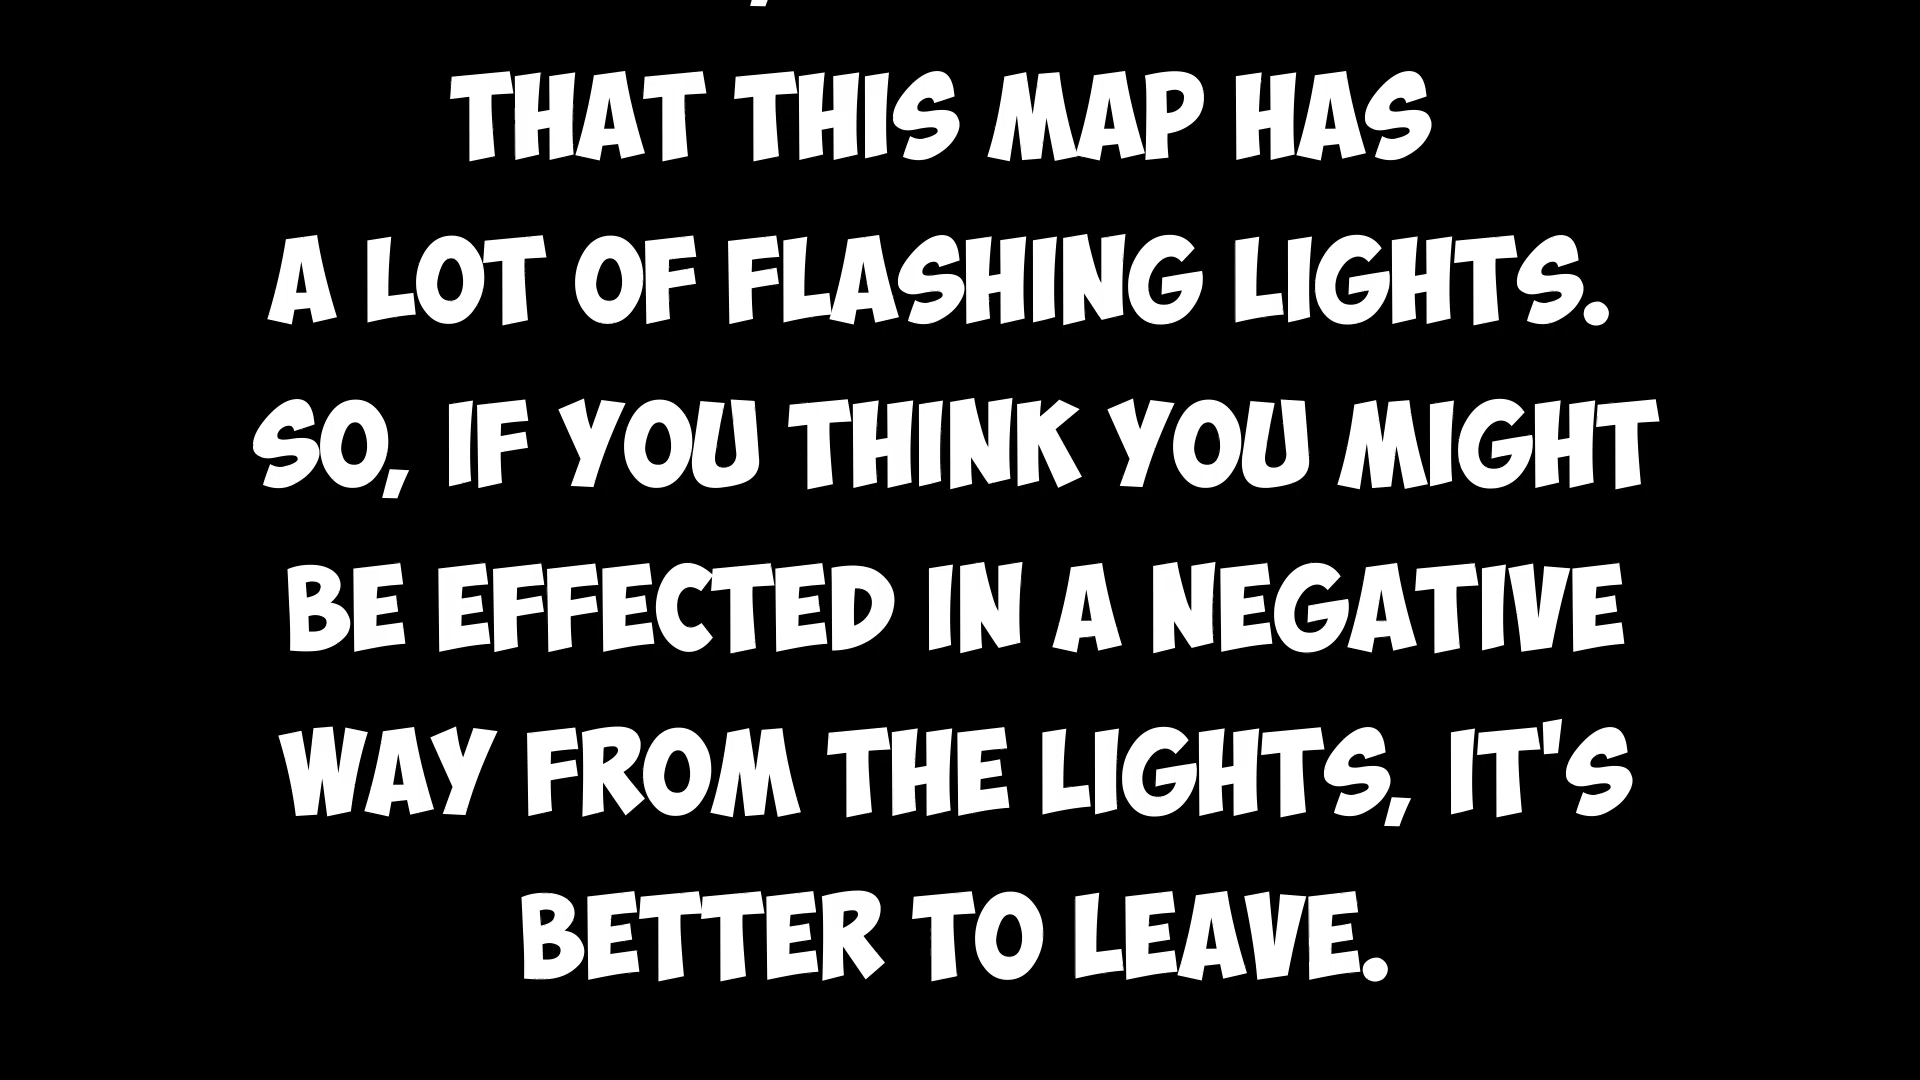 THAT THIS MAP HAS
A LOT OF FLASHING LIGHTS.
SO, IF YOU THINK YOU MIGHT
BE EFFECTED IN A NEGATIVE
WAY FROM THE LIGHTS, IT'S
BETTER TO LEAVE.